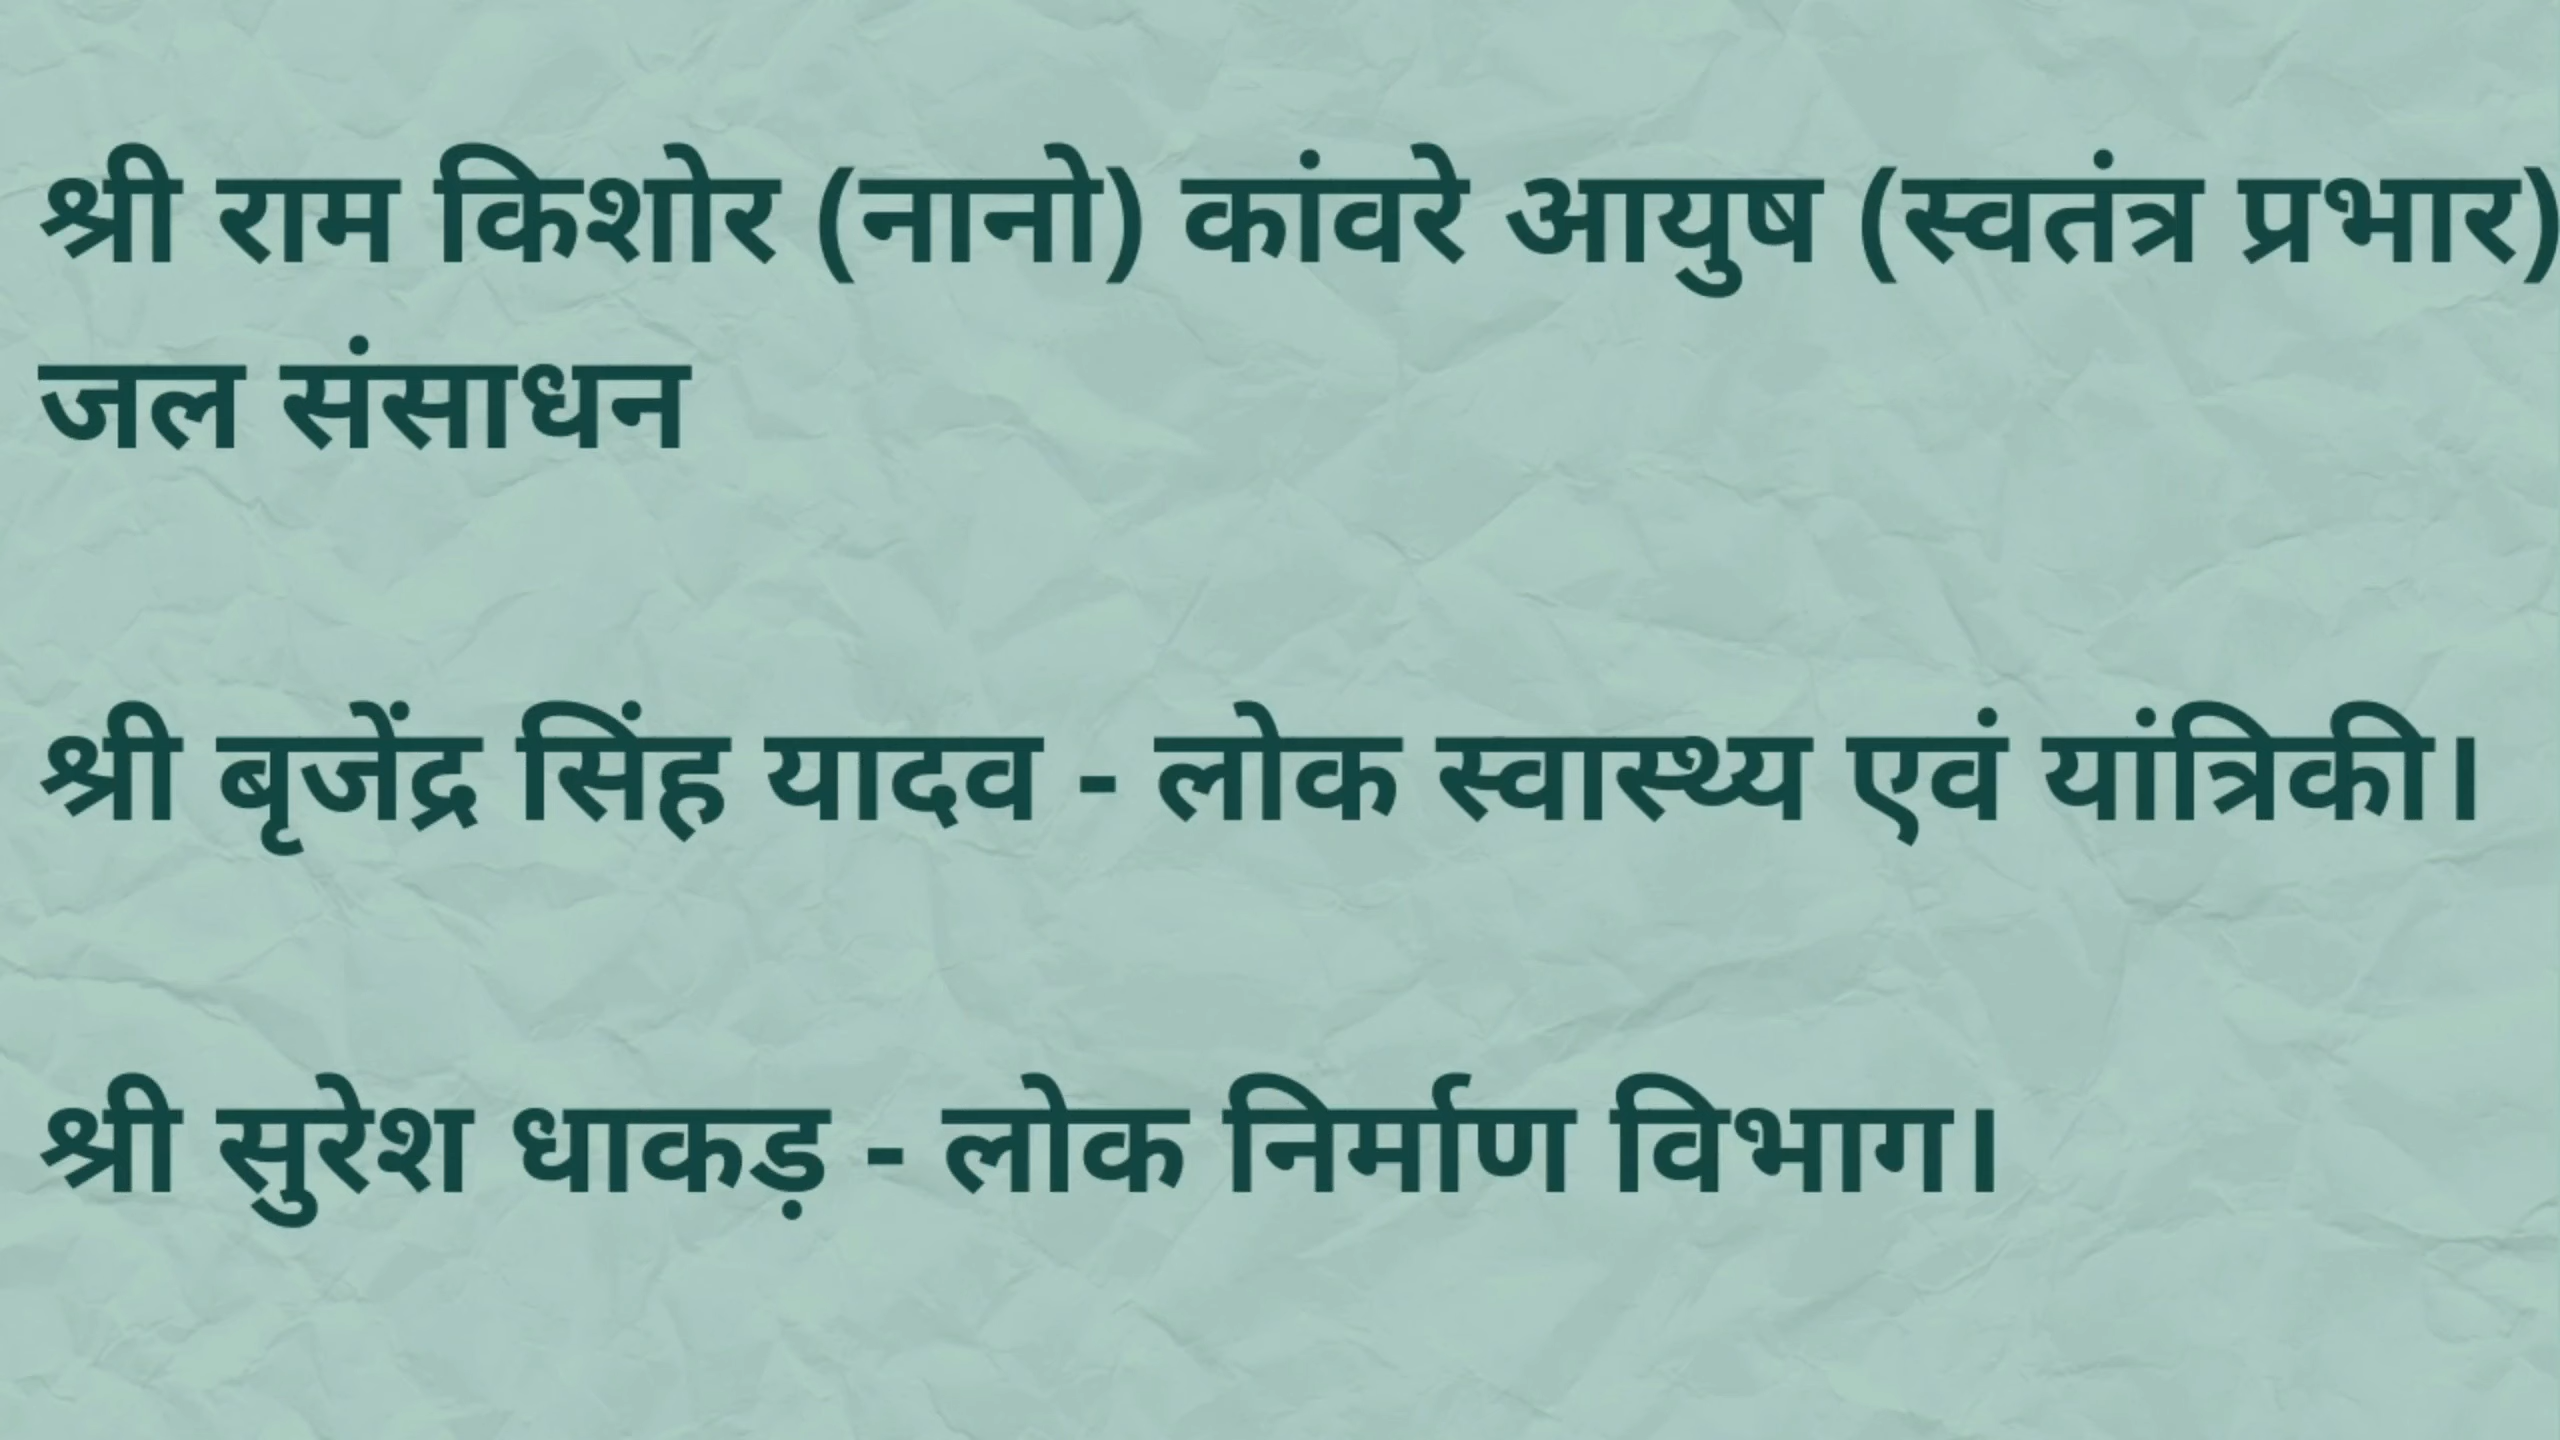 श्री राम किशोर (नानो) कांवरे आयुष (स्वतंत्र प्रभार)
जल संसाधन
श्री बृजेंद्र सिंह यादव - लोक स्वास्थ्य एवं यांत्रिकी।
श्री सुरेश धाकड़ - लोक निर्माण विभाग।